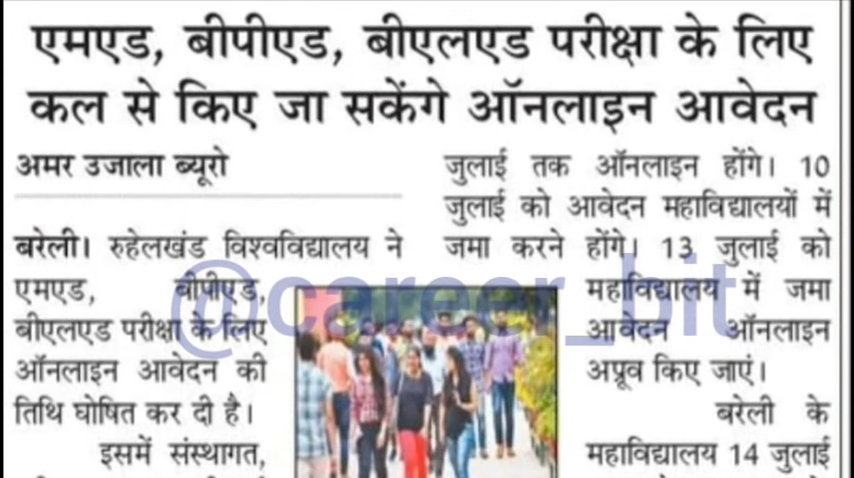 एमएड, बीपीएड, बीएलएड परीक्षा के लिए
कल से किए जा सकेंगे ऑनलाइन आवेदन
अमर उजाला ब्यूरो
बरेली। रुहेलखंड विश्वविद्यालय ने
एमएड, बीपीएड,
बीएलएड परीक्षा के लिए
ऑनलाइन आवेदन की
तिथि घोषित कर दी है।
इसमें संस्थागत,
जुलाई तक ऑनलाइन होंगे। 10
जुलाई को आवेदन महाविद्यालयों में
जमा करने होंगे। 13 जुलाई को
महाविद्यालय में जमा
आवेदन ऑनलाइन
अप्रूव किए जाएं।
बरेली के
महाविद्यालय 14 जुलाई
@career_bit